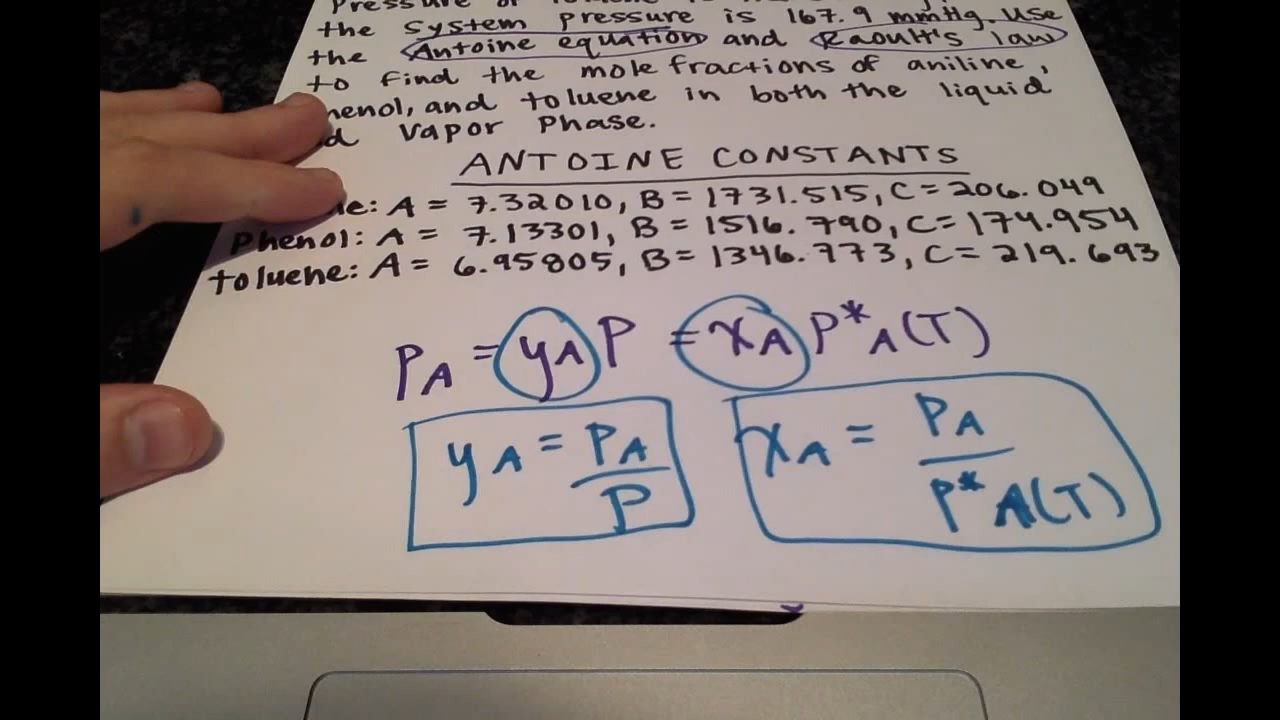 the system pressure is 167.9 mmHg. Use
the Antoine equation and Raoult's law
to find the mole fractions of aniline,
henol, and toluene in both the liquid
d vapor phase.
ANTOINE CONSTANTS
ne: A = 7.32010, B = 1731.515, C = 206.049
Phenol: A = 7.13301, B = 1516.790, C = 174.954
toluene: A = 6.95805, B = 1346.773, C = 219.693
PA = yA P = xA P*A(T)
yA = PA / P
xA = PA / P*A(T)